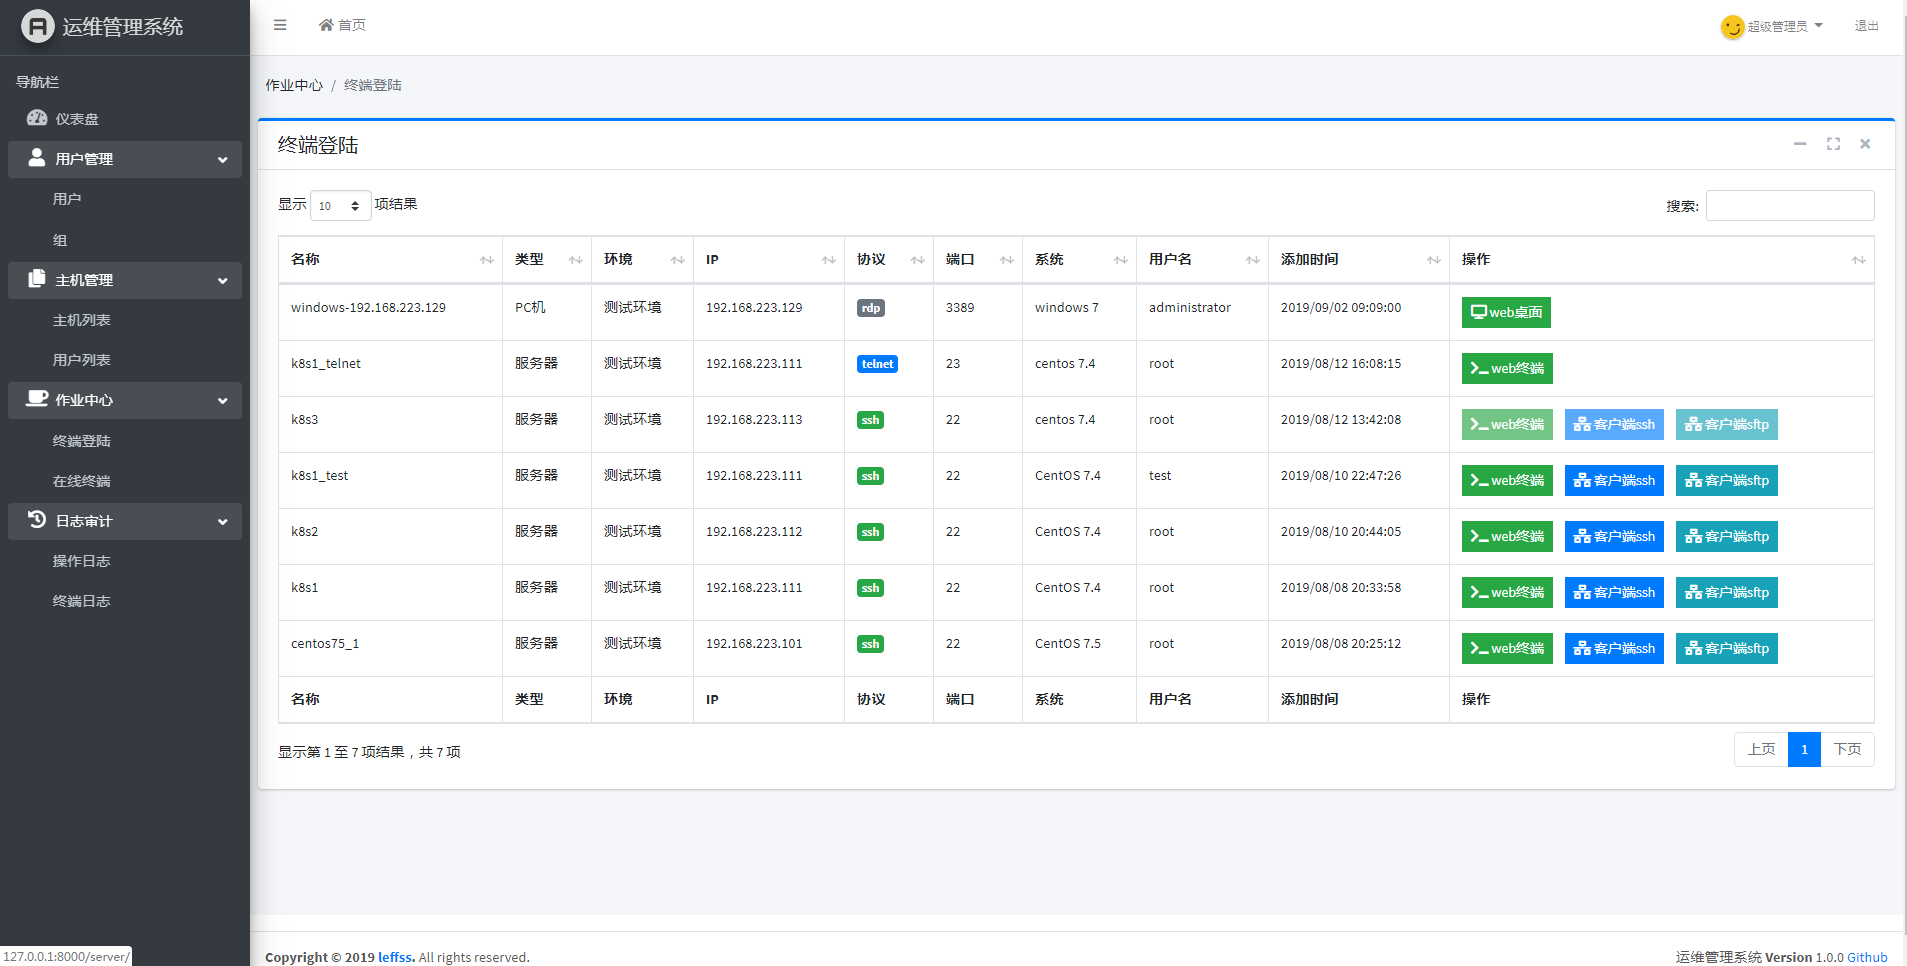 运维管理系统
首页
超级管理员
退出
导航栏
仪表盘
用户管理
用户
组
主机管理
主机列表
用户列表
作业中心
终端登陆
在线终端
日志审计
操作日志
终端日志
127.0.0.1:8000/server/
作业中心 / 终端登陆
终端登陆
显示 10 项结果
搜索:
名称 类型 环境 IP 协议 端口 系统 用户名 添加时间 操作
windows-192.168.223.129 PC机 测试环境 192.168.223.129 rdp 3389 windows 7 administrator 2019/09/02 09:09:00 web桌面
k8s1_telnet 服务器 测试环境 192.168.223.111 telnet 23 centos 7.4 root 2019/08/12 16:08:15 web终端
k8s3 服务器 测试环境 192.168.223.113 ssh 22 centos 7.4 root 2019/08/12 13:42:08 web终端 客户端ssh 客户端sftp
k8s1_test 服务器 测试环境 192.168.223.111 ssh 22 CentOS 7.4 test 2019/08/10 22:47:26 web终端 客户端ssh 客户端sftp
k8s2 服务器 测试环境 192.168.223.112 ssh 22 CentOS 7.4 root 2019/08/10 20:44:05 web终端 客户端ssh 客户端sftp
k8s1 服务器 测试环境 192.168.223.111 ssh 22 CentOS 7.4 root 2019/08/08 20:33:58 web终端 客户端ssh 客户端sftp
centos75_1 服务器 测试环境 192.168.223.101 ssh 22 CentOS 7.5 root 2019/08/08 20:25:12 web终端 客户端ssh 客户端sftp
名称 类型 环境 IP 协议 端口 系统 用户名 添加时间 操作
显示第 1 至 7 项结果，共 7 项
上页 1 下页
Copyright © 2019 leffss. All rights reserved.
运维管理系统 Version 1.0.0 Github